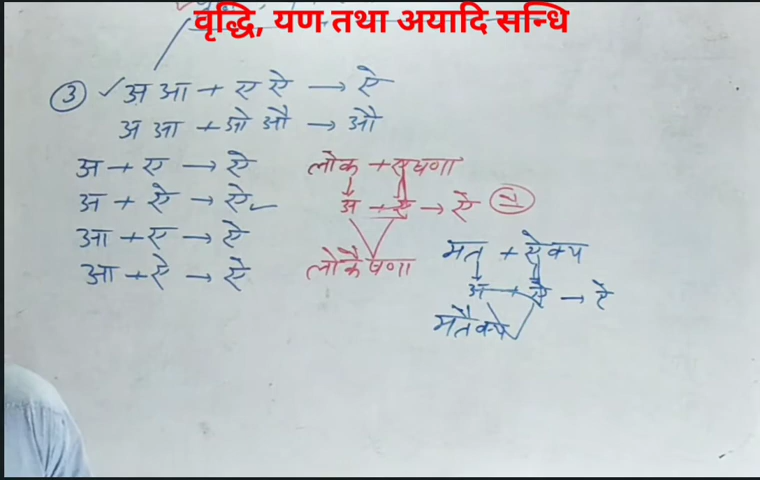 वृद्धि, यण तथा अयादि सन्धि
③ ✓ अ आ + ए ऐ → ऐ
अ आ + ओ औ → औ
अ + ए → ऐ
अ + ऐ → ऐ ✓
आ + ए → ऐ
आ + ऐ → ऐ
लोक + एषणा
अ + ए → ऐ
लोकैषणा
मत + ऐक्य
अ + ऐ → ऐ
मतैक्य